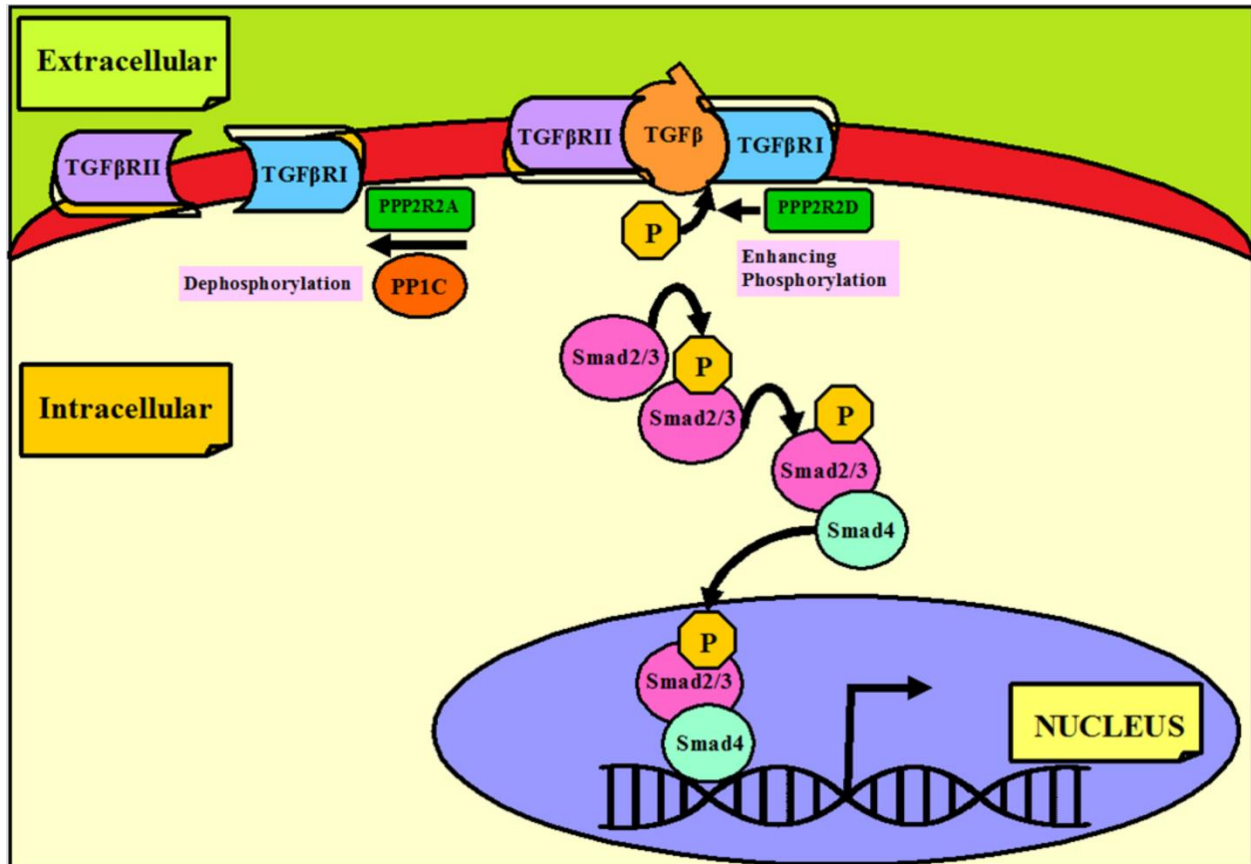 Extracellular
TGFβRII
TGFβRI
TGFβRII
TGFβ
TGFβRI
PPP2R2A
PPP2R2D
P
Dephosphorylation
PP1C
Enhancing
Phosphorylation
Smad2/3
P
Smad2/3
P
Smad2/3
Smad4
Intracellular
P
Smad2/3
Smad4
NUCLEUS